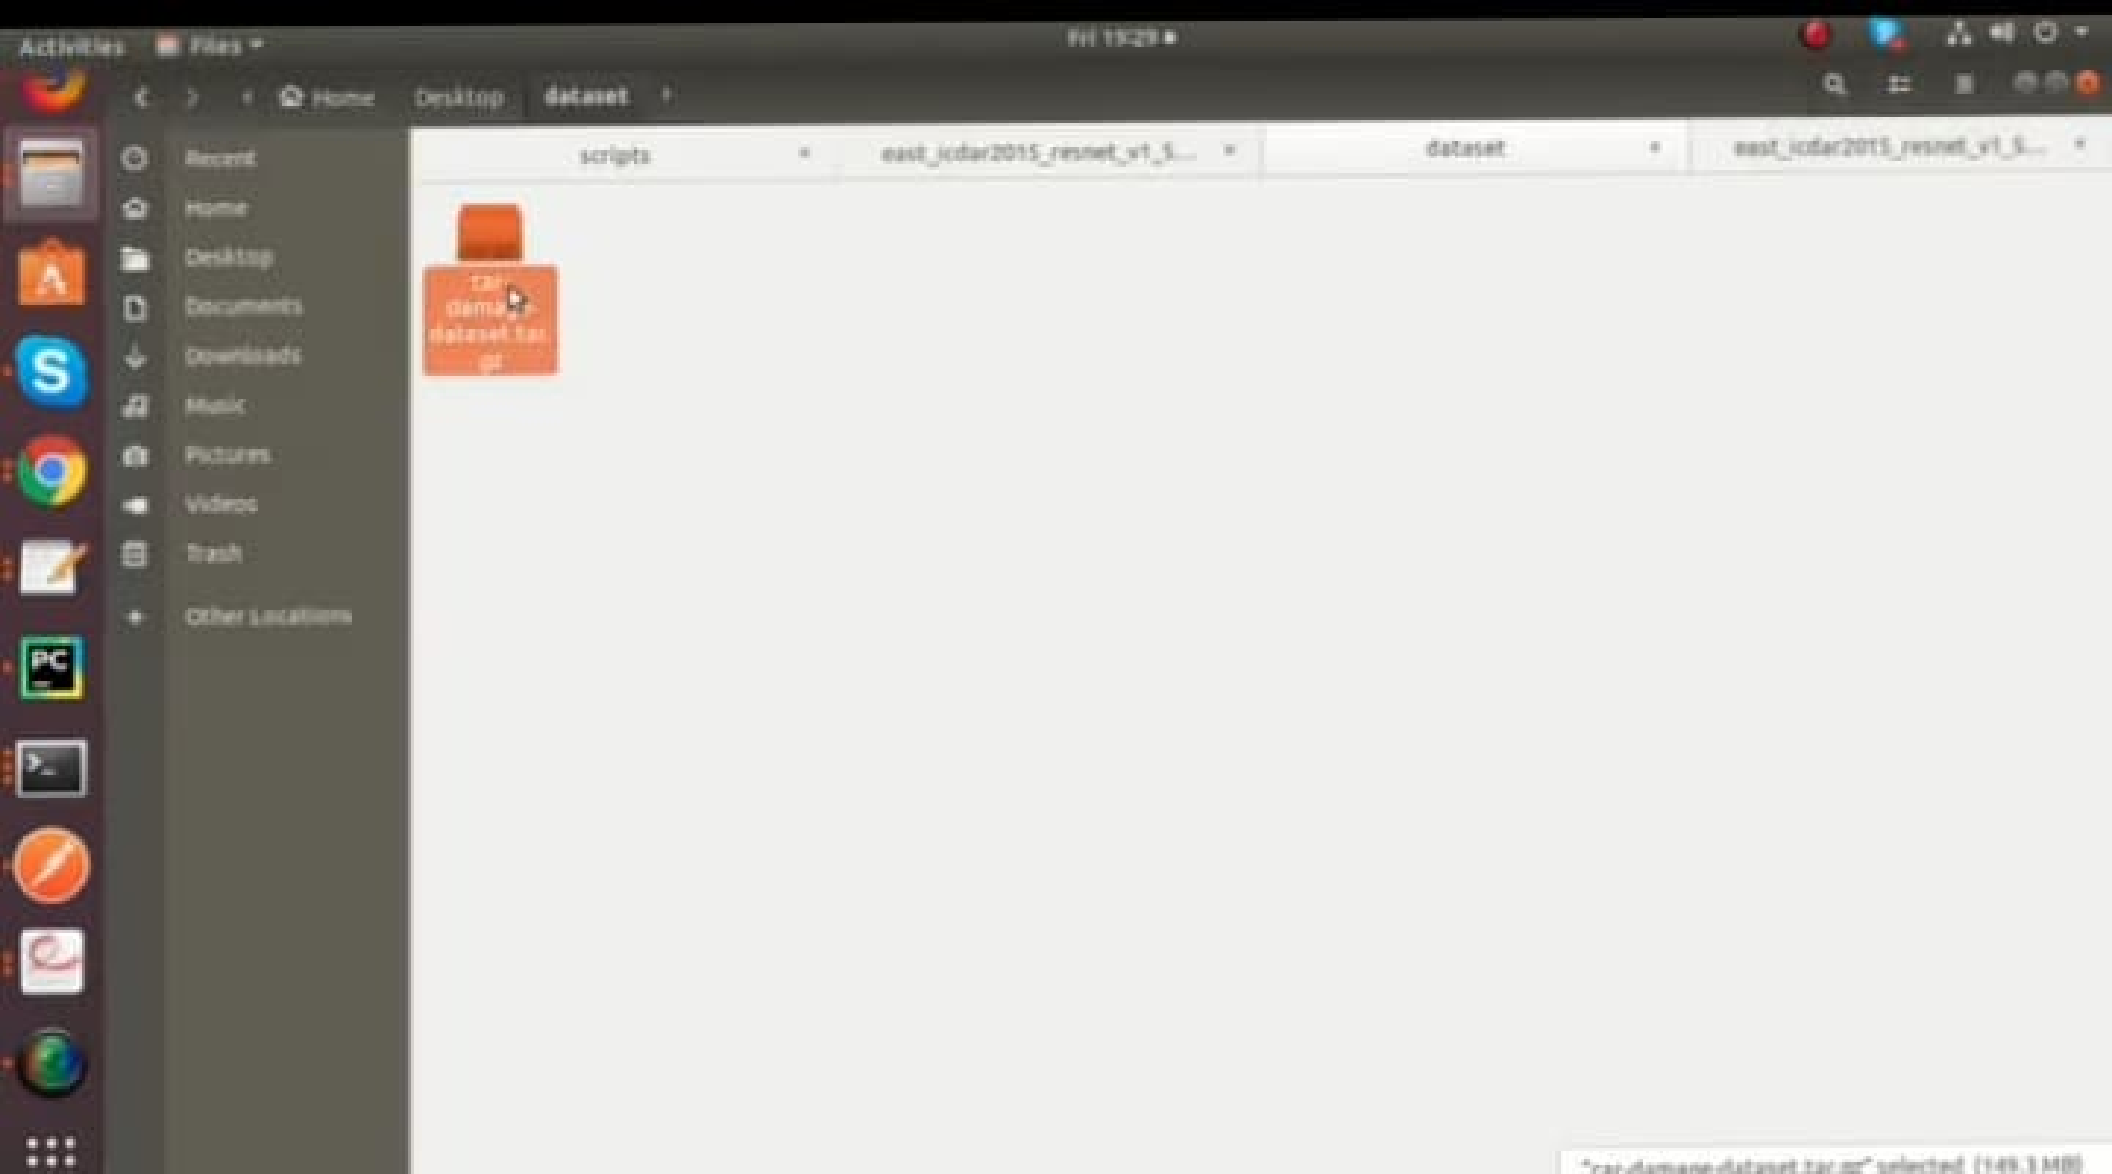 Activities Files
Fri 19:29
Home Desktop dataset
scripts
east_icdar2015_resnet_v1_5...
dataset
east_icdar2015_resnet_v1_5...
Recent
Home
Desktop
Documents
Downloads
Music
Pictures
Videos
Trash
Other Locations
car-
damage-
dataset.tar.
gz
PC
"car-damage-dataset.tar.gz" selected (149.3 MB)